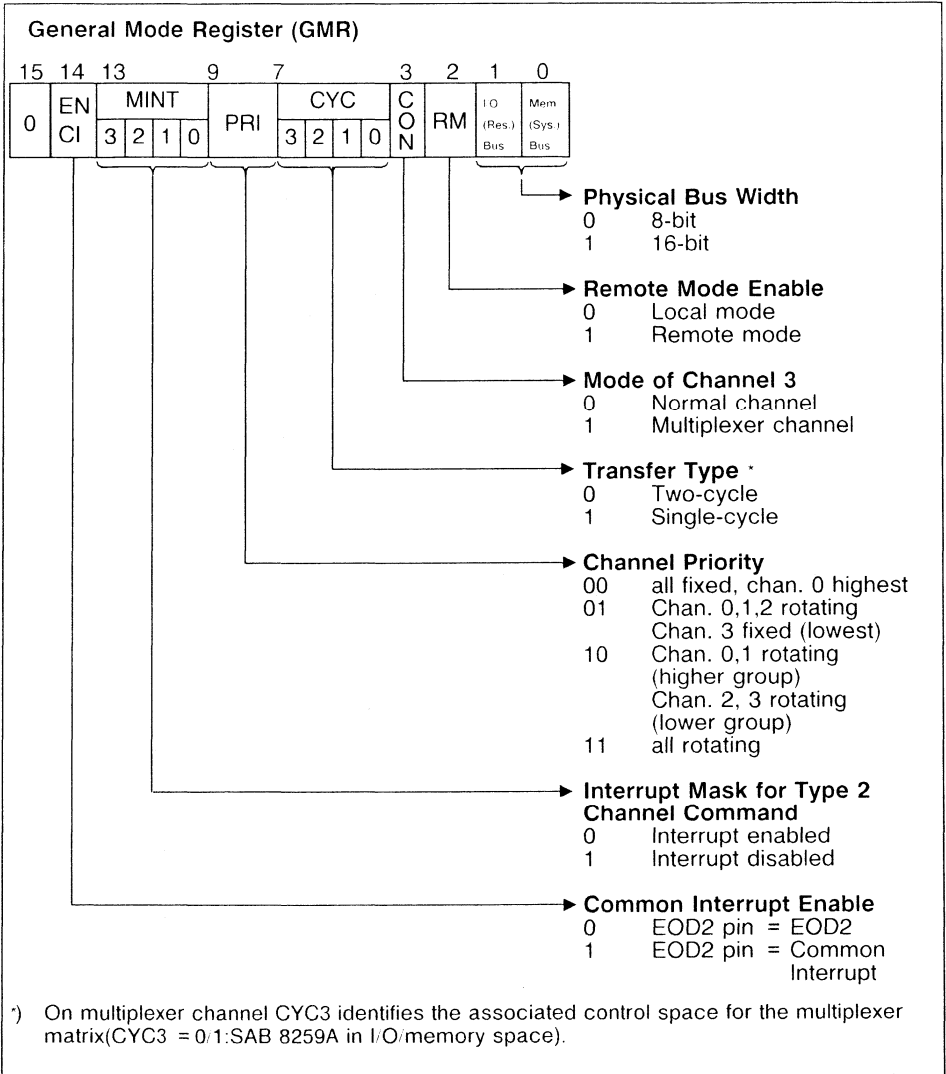 General Mode Register (GMR)
15 14 13 9 7 3 2 1 0
0 EN CI MINT 3 2 1 0 PRI CYC 3 2 1 0 CON RM I O (Res.) Bus Mem (Sys.) Bus
Physical Bus Width
0 8-bit
1 16-bit
Remote Mode Enable
0 Local mode
1 Remote mode
Mode of Channel 3
0 Normal channel
1 Multiplexer channel
Transfer Type *
0 Two-cycle
1 Single-cycle
Channel Priority
00 all fixed, chan. 0 highest
01 Chan. 0,1,2 rotating
Chan. 3 fixed (lowest)
10 Chan. 0,1 rotating
(higher group)
Chan. 2, 3 rotating
(lower group)
11 all rotating
Interrupt Mask for Type 2
Channel Command
0 Interrupt enabled
1 Interrupt disabled
Common Interrupt Enable
0 EOD2 pin = EOD2
1 EOD2 pin = Common
Interrupt
*) On multiplexer channel CYC3 identifies the associated control space for the multiplexer
matrix(CYC3 = 0/1:SAB 8259A in I/O/memory space).